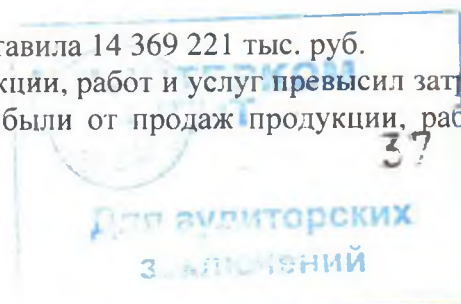 тавила 14 369 221 тыс. руб.
кции, работ и услуг превысил затр
были от продаж продукции, раб
37
Для аудиторских
заключений